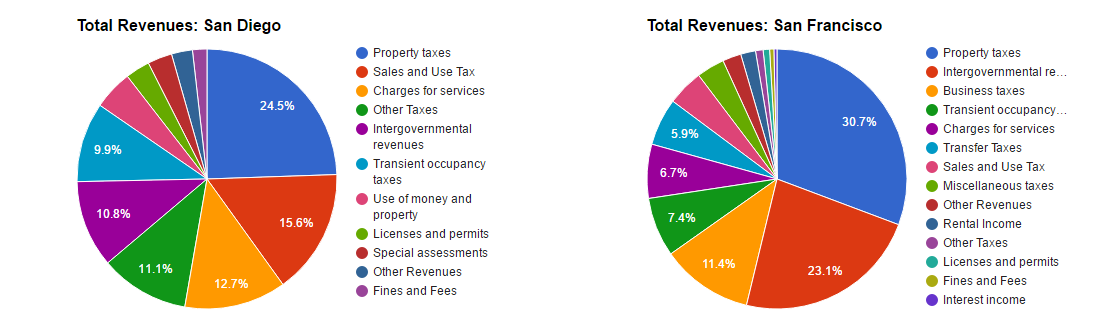 Total Revenues: San Diego
24.5%
15.6%
12.7%
11.1%
10.8%
9.9%
Property taxes
Sales and Use Tax
Charges for services
Other Taxes
Intergovernmental
revenues
Transient occupancy
taxes
Use of money and
property
Licenses and permits
Special assessments
Other Revenues
Fines and Fees
Total Revenues: San Francisco
30.7%
23.1%
11.4%
7.4%
6.7%
5.9%
Property taxes
Intergovernmental re...
Business taxes
Transient occupancy...
Charges for services
Transfer Taxes
Sales and Use Tax
Miscellaneous taxes
Other Revenues
Rental Income
Other Taxes
Licenses and permits
Fines and Fees
Interest income